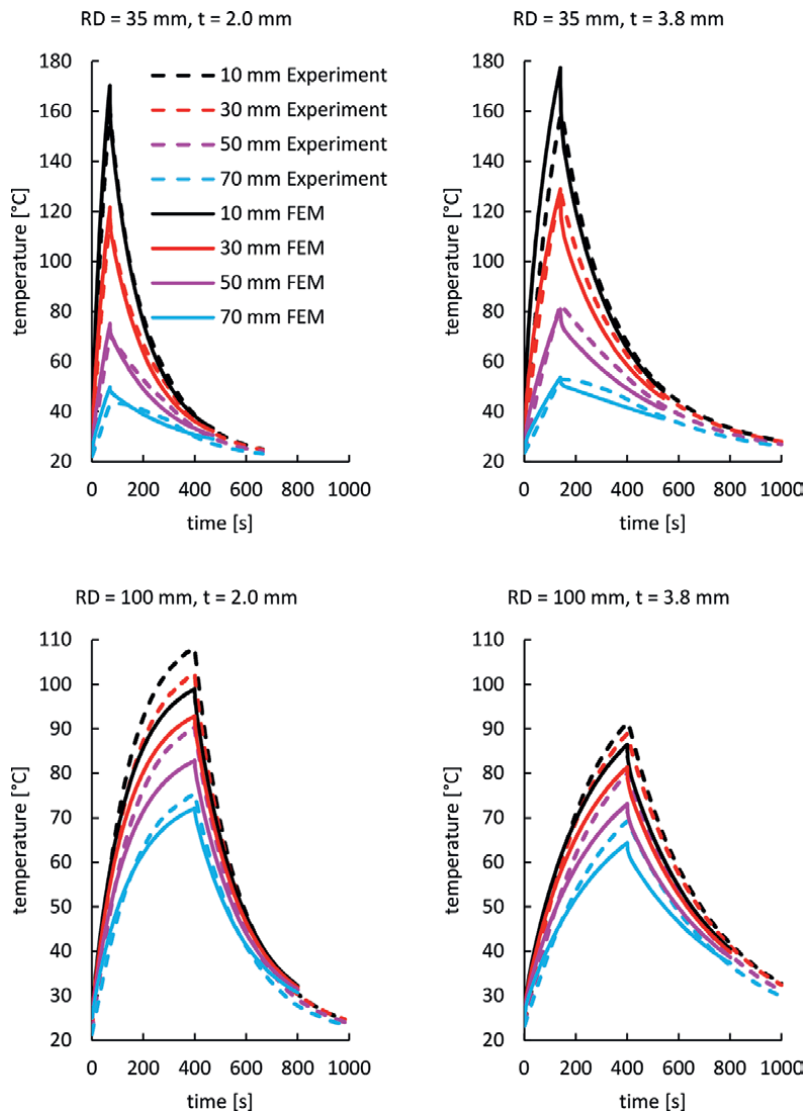 RD = 35 mm, t = 2.0 mm
180
160
140
120
100
80
60
40
20
temperature [°C]
0 200 400 600 800 1000
time [s]
10 mm Experiment
30 mm Experiment
50 mm Experiment
70 mm Experiment
10 mm FEM
30 mm FEM
50 mm FEM
70 mm FEM
RD = 35 mm, t = 3.8 mm
180
160
140
120
100
80
60
40
20
temperature [°C]
0 200 400 600 800 1000
time [s]
RD = 100 mm, t = 2.0 mm
110
100
90
80
70
60
50
40
30
20
temperature [°C]
0 200 400 600 800 1000
time [s]
RD = 100 mm, t = 3.8 mm
110
100
90
80
70
60
50
40
30
20
temperature [°C]
0 200 400 600 800 1000
time [s]